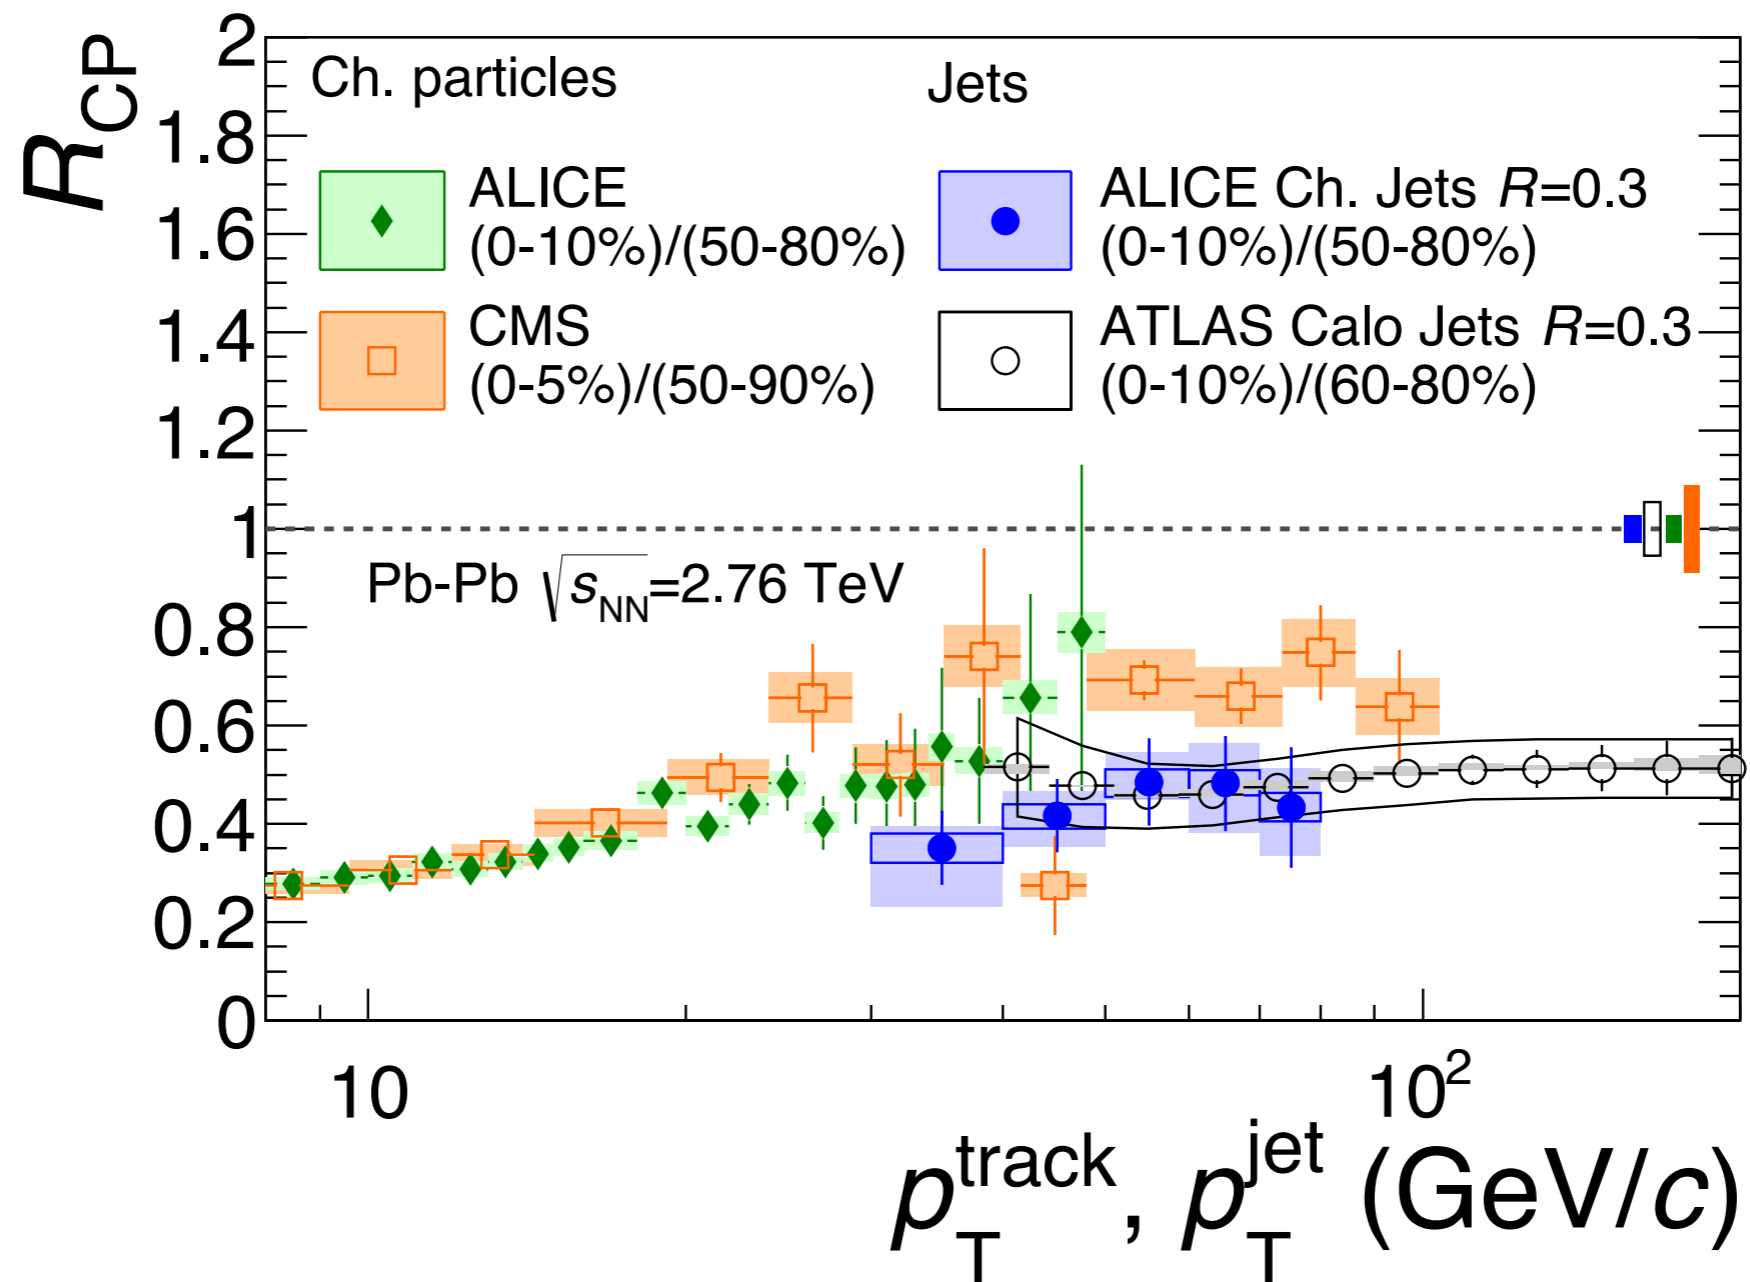 R_CP
2
1.8
1.6
1.4
1.2
1
0.8
0.6
0.4
0.2
0
Ch. particles
Jets
ALICE
(0-10%)/(50-80%)
ALICE Ch. Jets R=0.3
(0-10%)/(50-80%)
CMS
(0-5%)/(50-90%)
ATLAS Calo Jets R=0.3
(0-10%)/(60-80%)
Pb-Pb √s_NN=2.76 TeV
10
10²
p_T^track, p_T^jet (GeV/c)